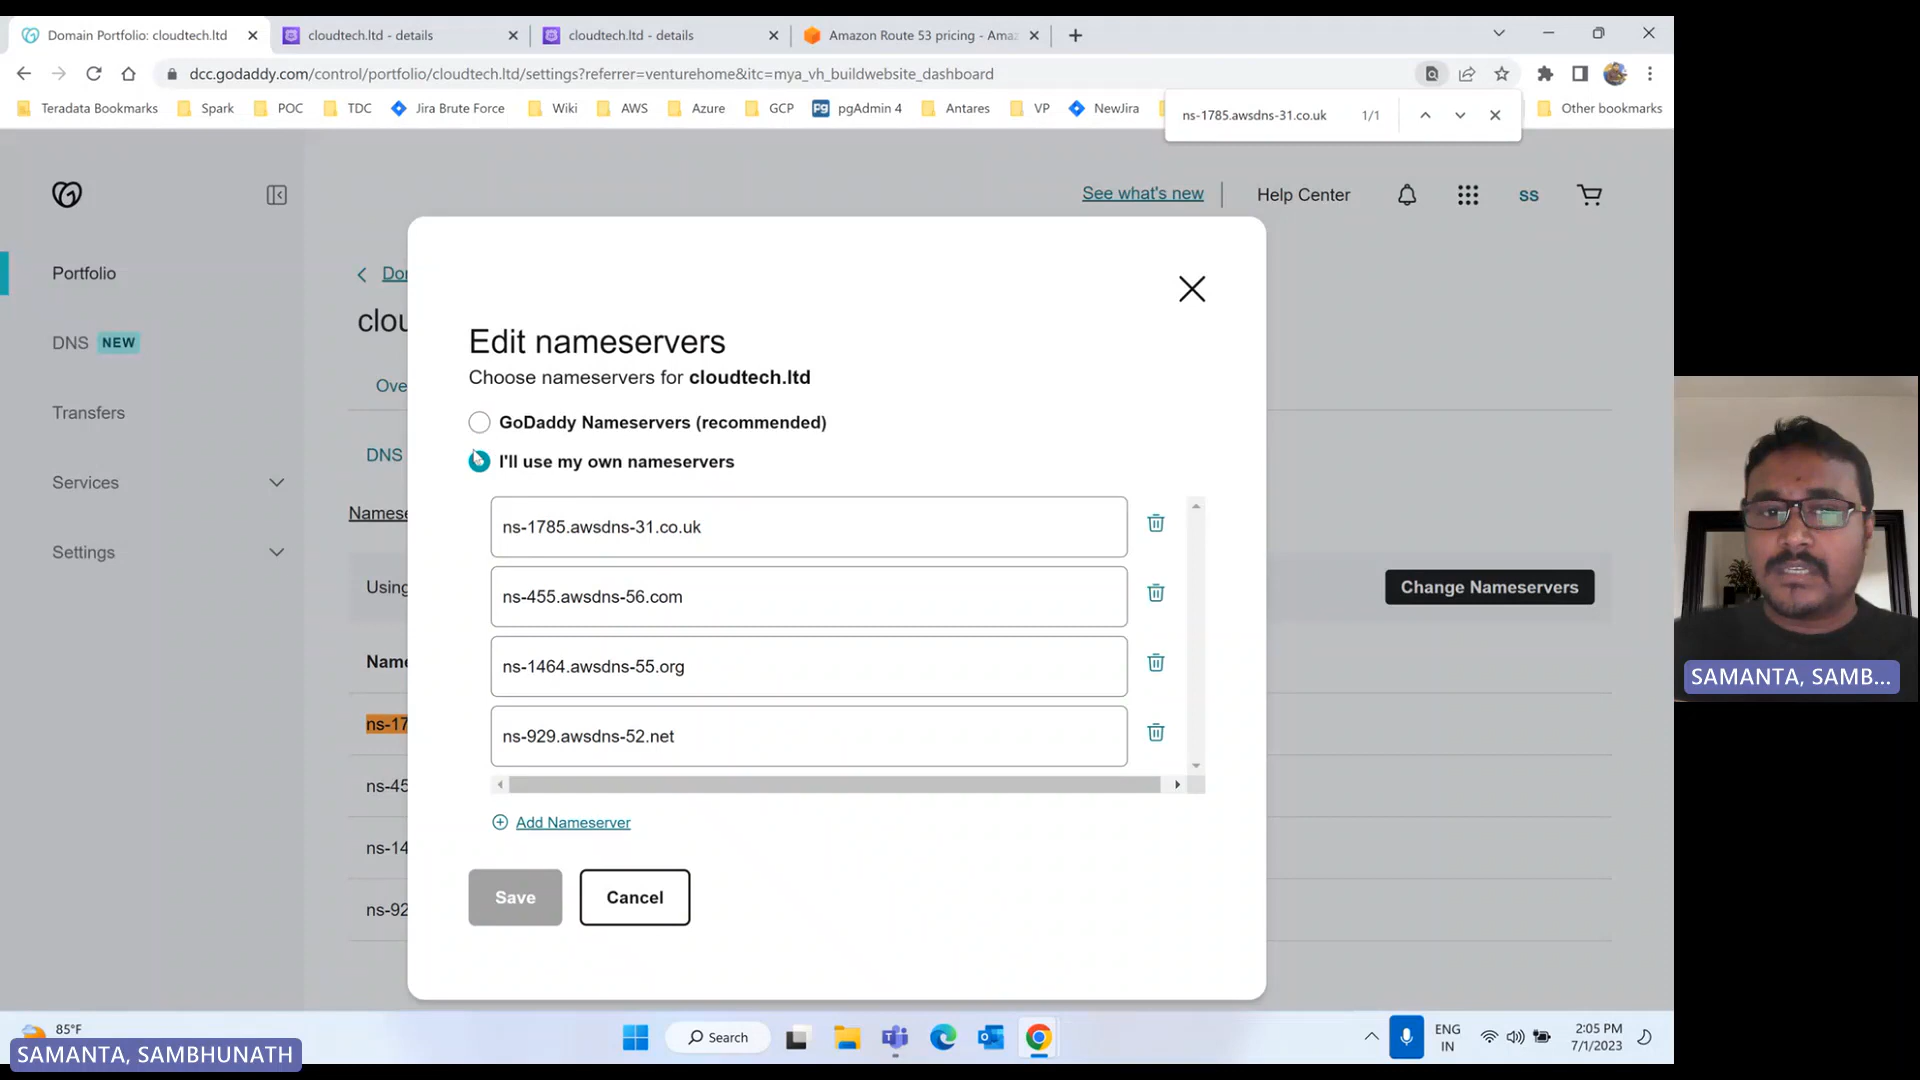 Domain Portfolio: cloudtech.ltd
cloudtech.ltd - details
cloudtech.ltd - details
Amazon Route 53 pricing - Amaz
dcc.godaddy.com/control/portfolio/cloudtech.ltd/settings?referrer=venturehome&itc=mya_vh_buildwebsite_dashboard
Teradata Bookmarks
Spark
POC
TDC
Jira Brute Force
Wiki
AWS
Azure
GCP
pgAdmin 4
Antares
VP
NewJira
Other bookmarks
ns-1785.awsdns-31.co.uk 1/1
See what's new
Help Center
SS
Portfolio
DNS NEW
Transfers
Services
Settings
Dor
clou
Ove
DNS
Namese
Using
Change Nameservers
Name
ns-17
ns-45
ns-14
ns-92
Edit nameservers
Choose nameservers for cloudtech.ltd
GoDaddy Nameservers (recommended)
I'll use my own nameservers
ns-1785.awsdns-31.co.uk
ns-455.awsdns-56.com
ns-1464.awsdns-55.org
ns-929.awsdns-52.net
Add Nameserver
Save
Cancel
SAMANTA, SAMB...
85°F
SAMANTA, SAMBHUNATH
Search
ENG
IN
2:05 PM
7/1/2023